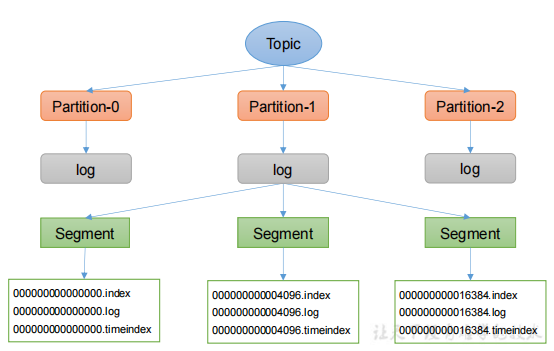 Topic
Partition-0
Partition-1
Partition-2
log
log
log
Segment
Segment
Segment
000000000000000.index
000000000000000.log
000000000000000.timeindex
000000000004096.index
000000000004096.log
000000000004096.timeindex
000000000016384.index
000000000016384.log
000000000016384.timeindex